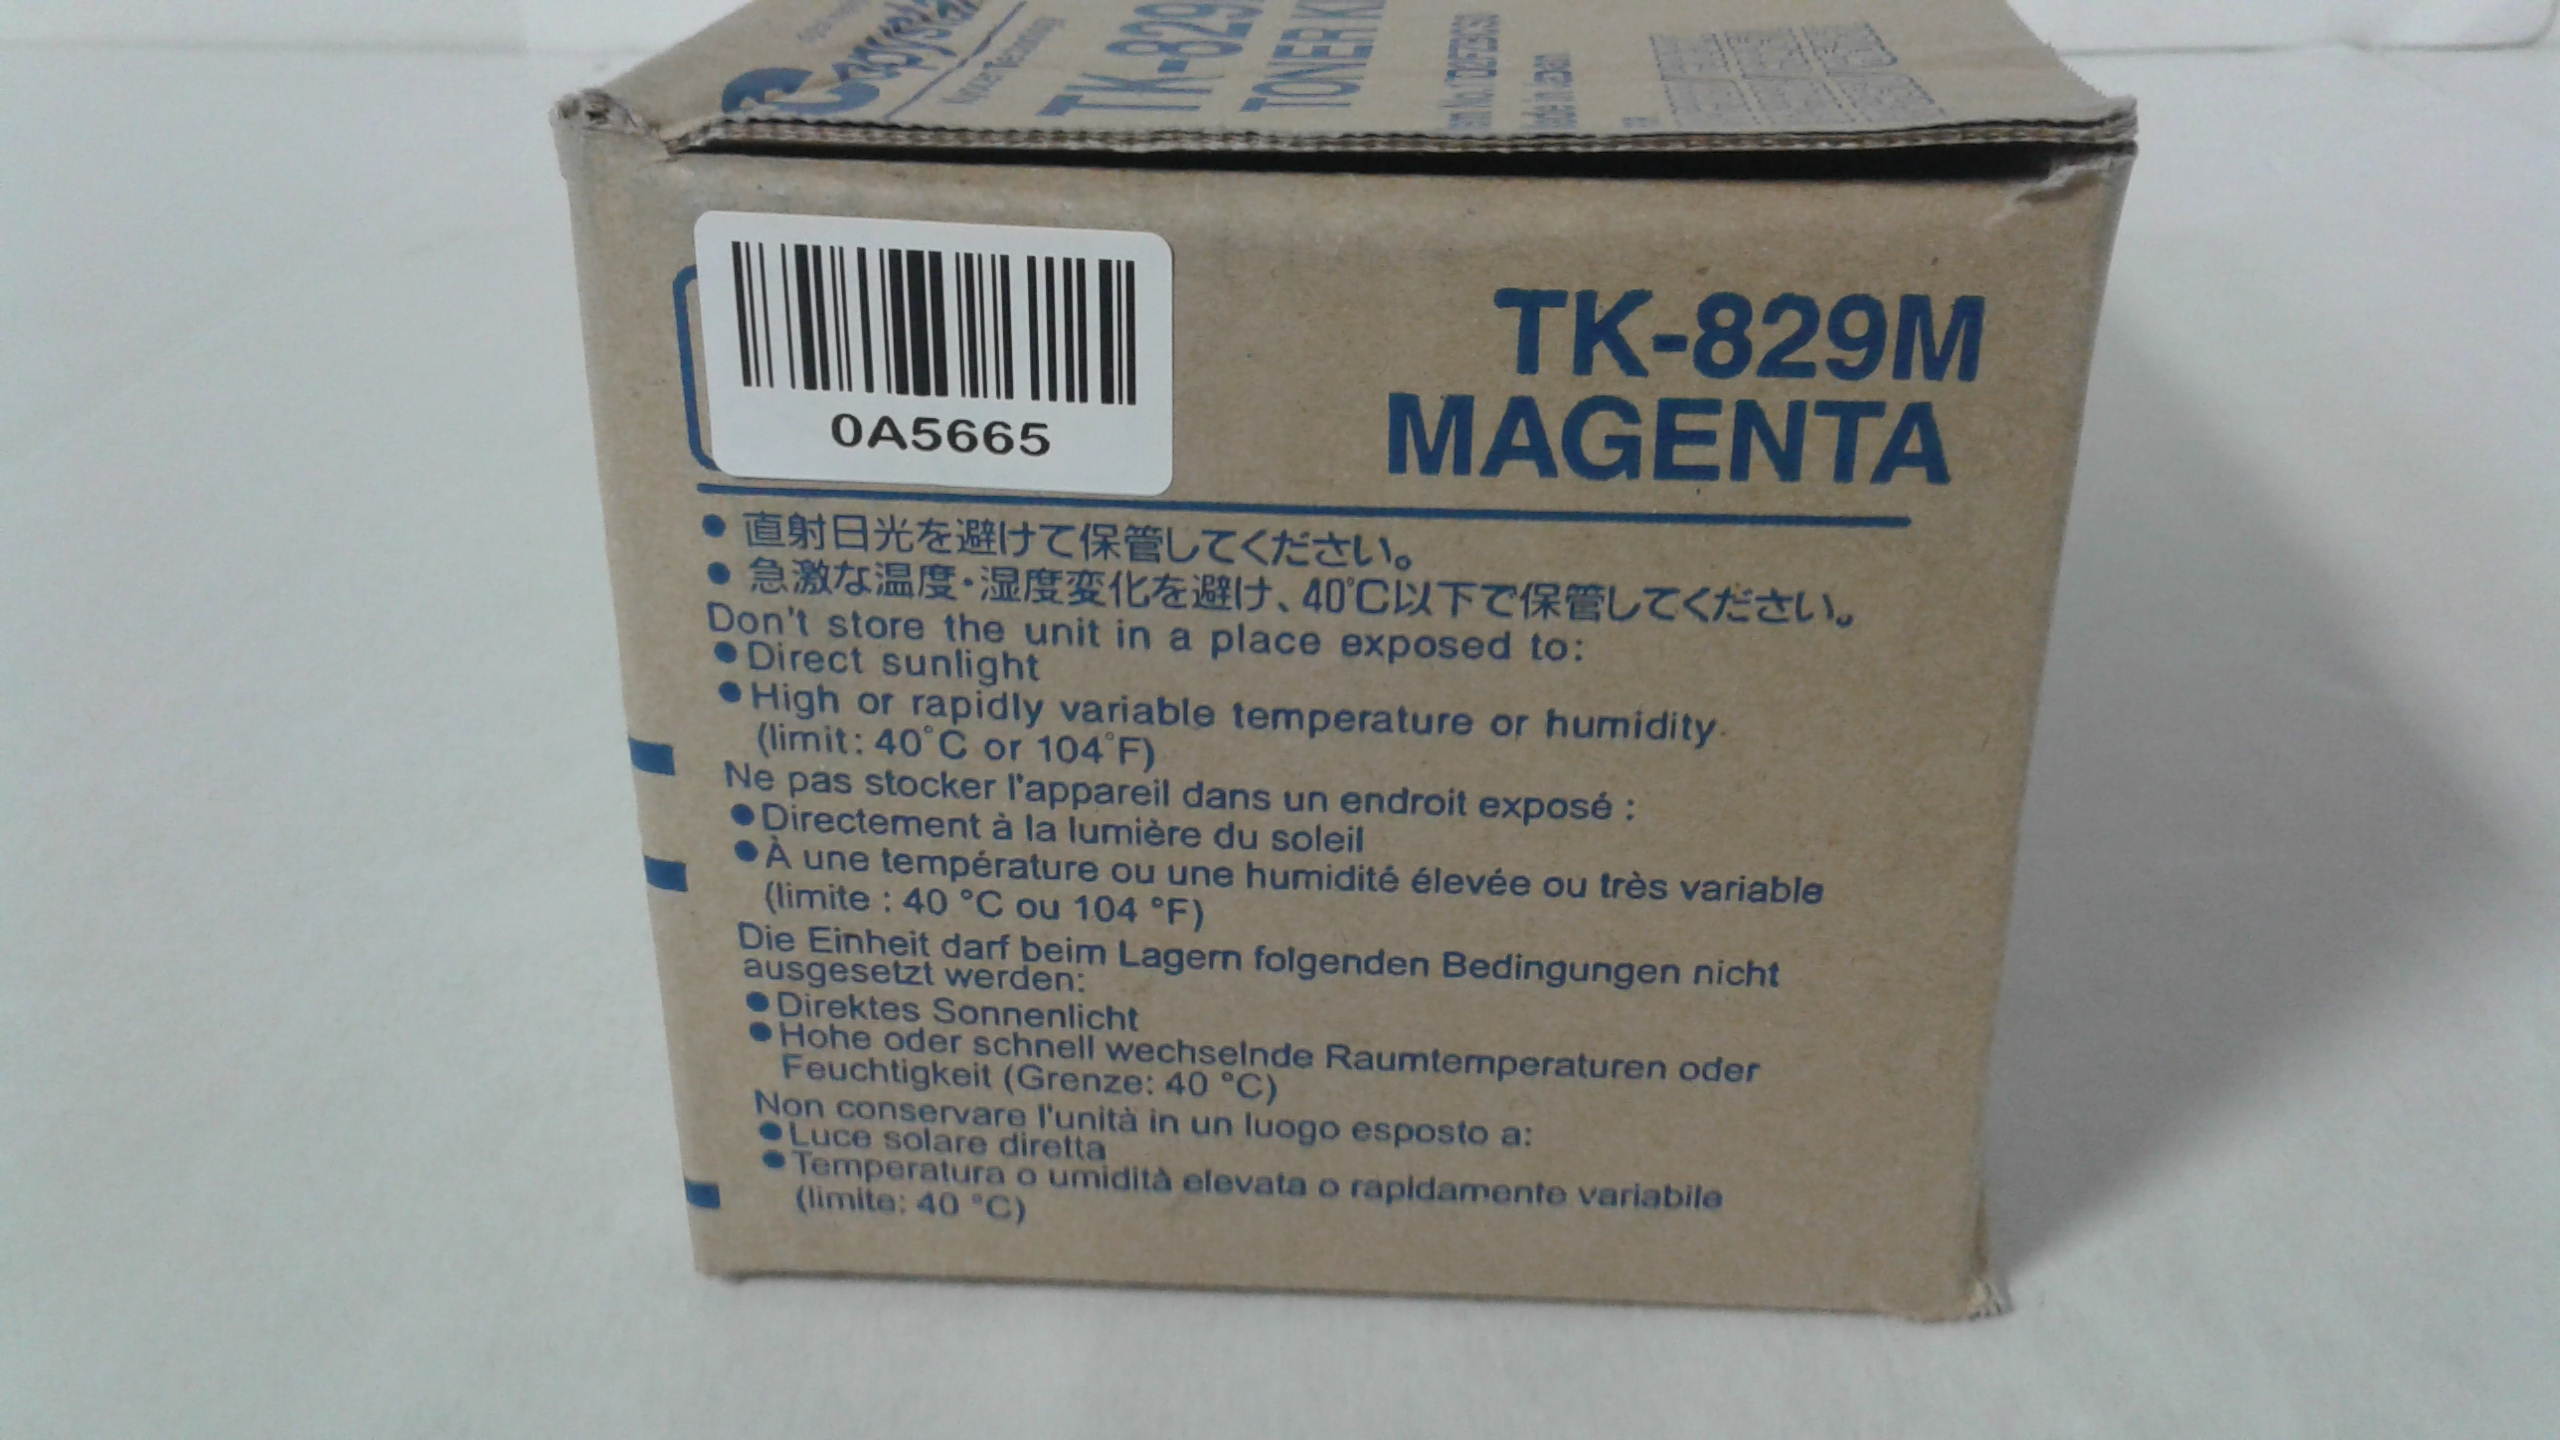 Copystar
Kyocera Technology
TK-829
TONER KI
0A5665
TK-829M
MAGENTA
● 直射日光を避けて保管してください。
● 急激な温度・湿度変化を避け、40℃以下で保管してください。
Don't store the unit in a place exposed to:
● Direct sunlight
● High or rapidly variable temperature or humidity
(limit: 40°C or 104°F)
Ne pas stocker l'appareil dans un endroit exposé :
● Directement à la lumière du soleil
● À une température ou une humidité élevée ou très variable
(limite : 40 °C ou 104 °F)
Die Einheit darf beim Lagern folgenden Bedingungen nicht
ausgesetzt werden:
● Direktes Sonnenlicht
● Hohe oder schnell wechselnde Raumtemperaturen oder
Feuchtigkeit (Grenze: 40 °C)
Non conservare l'unità in un luogo esposto a:
● Luce solare diretta
● Temperatura o umidità elevata o rapidamente variabile
(limite: 40 °C)